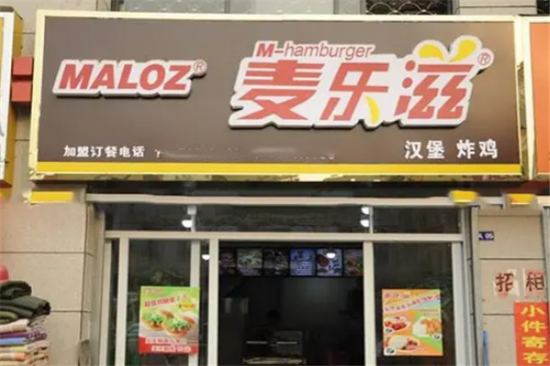 M-hamburger
MALOZ® 麦乐滋®
加盟订餐电话
汉堡 炸鸡
招租
小件寄存